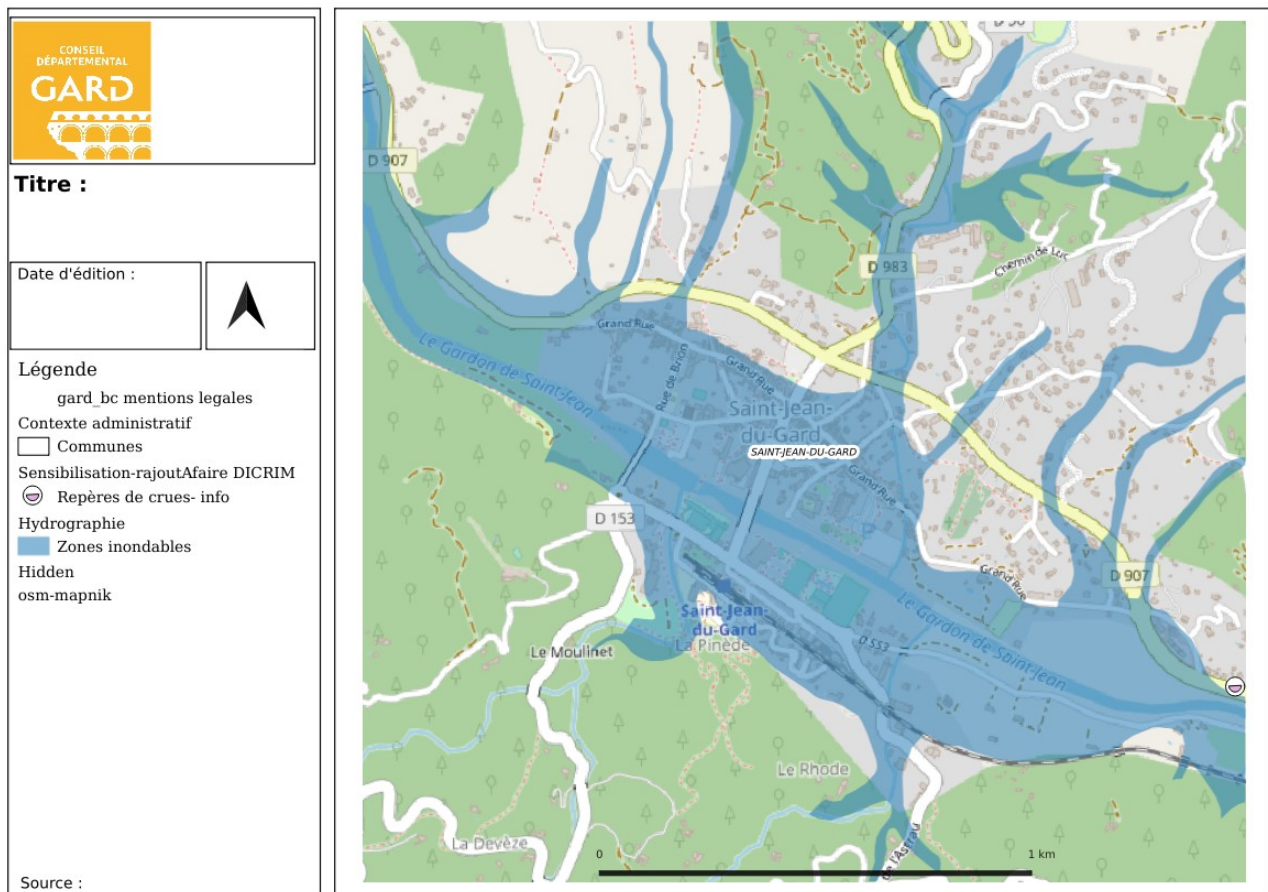 CONSEIL
DÉPARTEMENTAL
GARD
Titre :
Date d'édition :
Légende
gard_bc mentions legales
Contexte administratif
Communes
Sensibilisation-rajoutAfaire DICRIM
Repères de crues- info
Hydrographie
Zones inondables
Hidden
osm-mapnik
Source :
D 907
D 983
Chemin de Luc
Grand'Rue
Le Gardon de Saint-Jean
Rue de Brion
Grand'Rue
Saint-Jean-
du-Gard
SAINT-JEAN-DU-GARD
Grand'Rue
D 153
D 907
Grand'Rue
Saint-Jean-
du-Gard
La Pinède
Le Moulinet
D 553
Le Gardon de Saint-Jean
Le Rhode
La Devèze
de l'Astrau
0
1 km